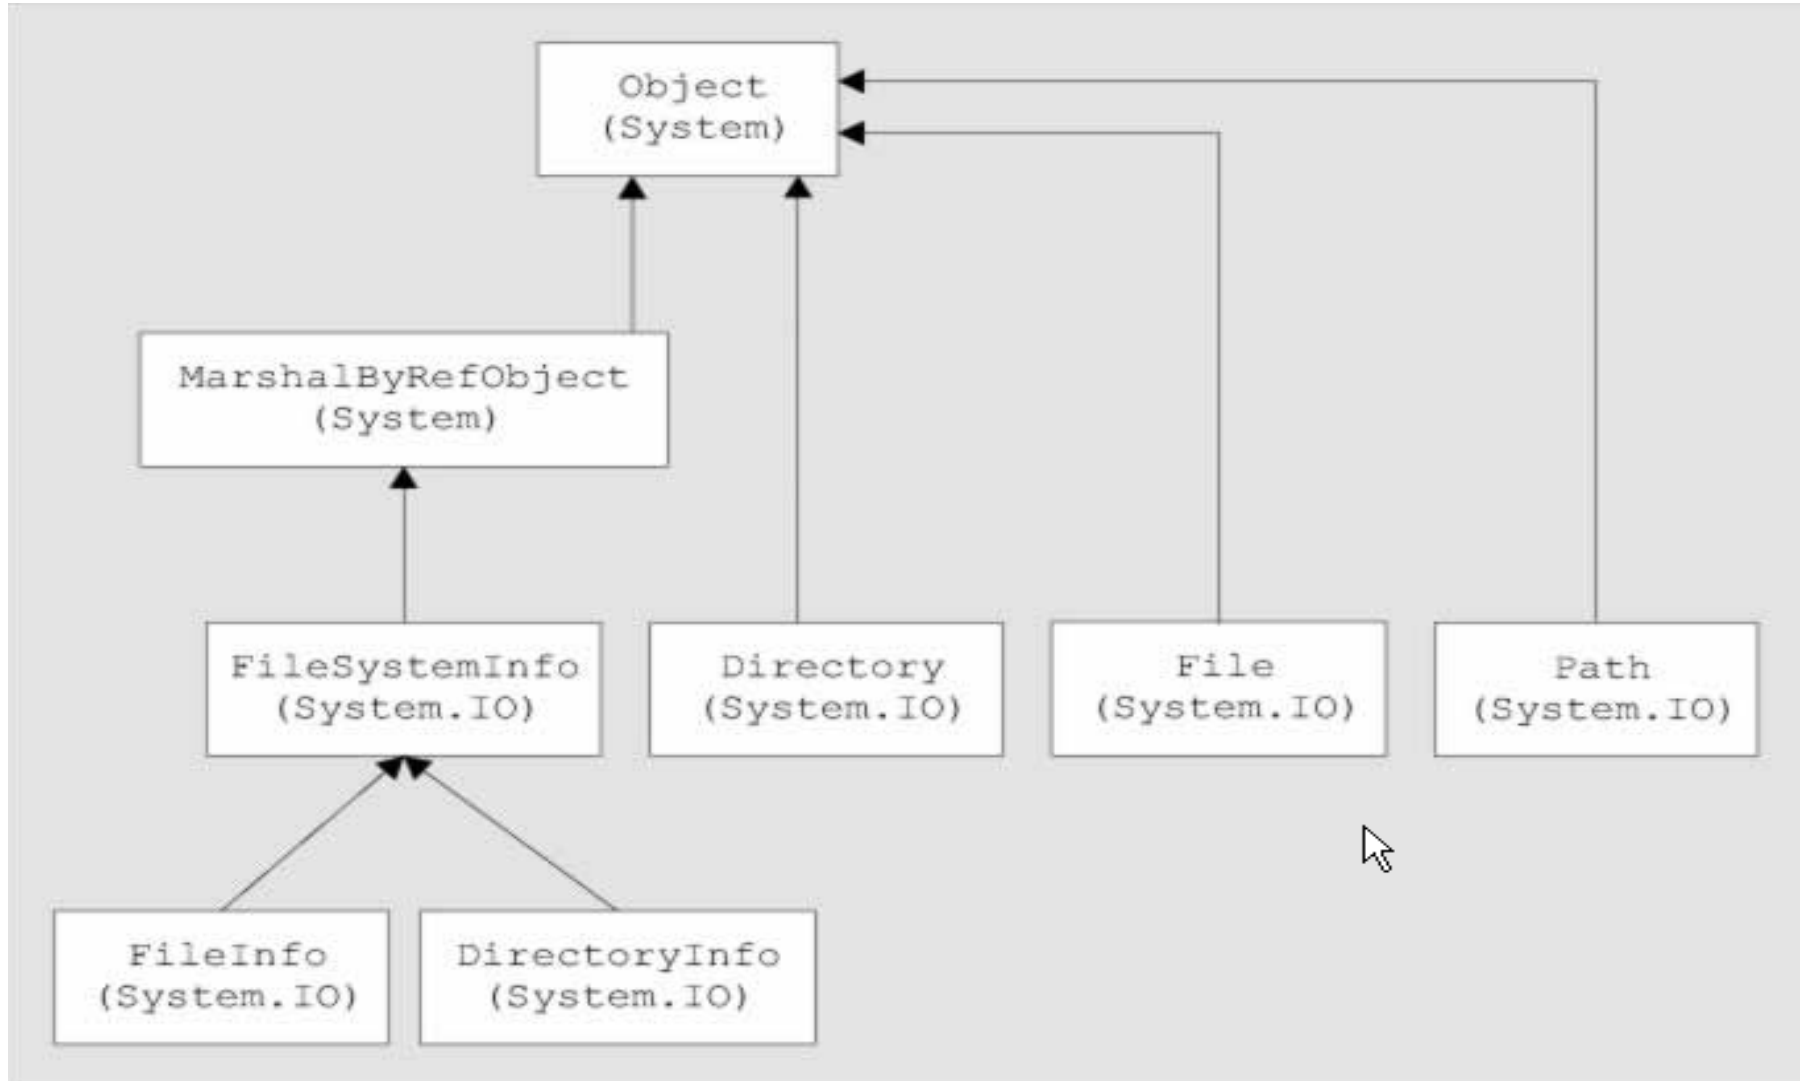 Object
(System)
MarshalByRefObject
(System)
FileSystemInfo
(System.IO)
Directory
(System.IO)
File
(System.IO)
Path
(System.IO)
FileInfo
(System.IO)
DirectoryInfo
(System.IO)